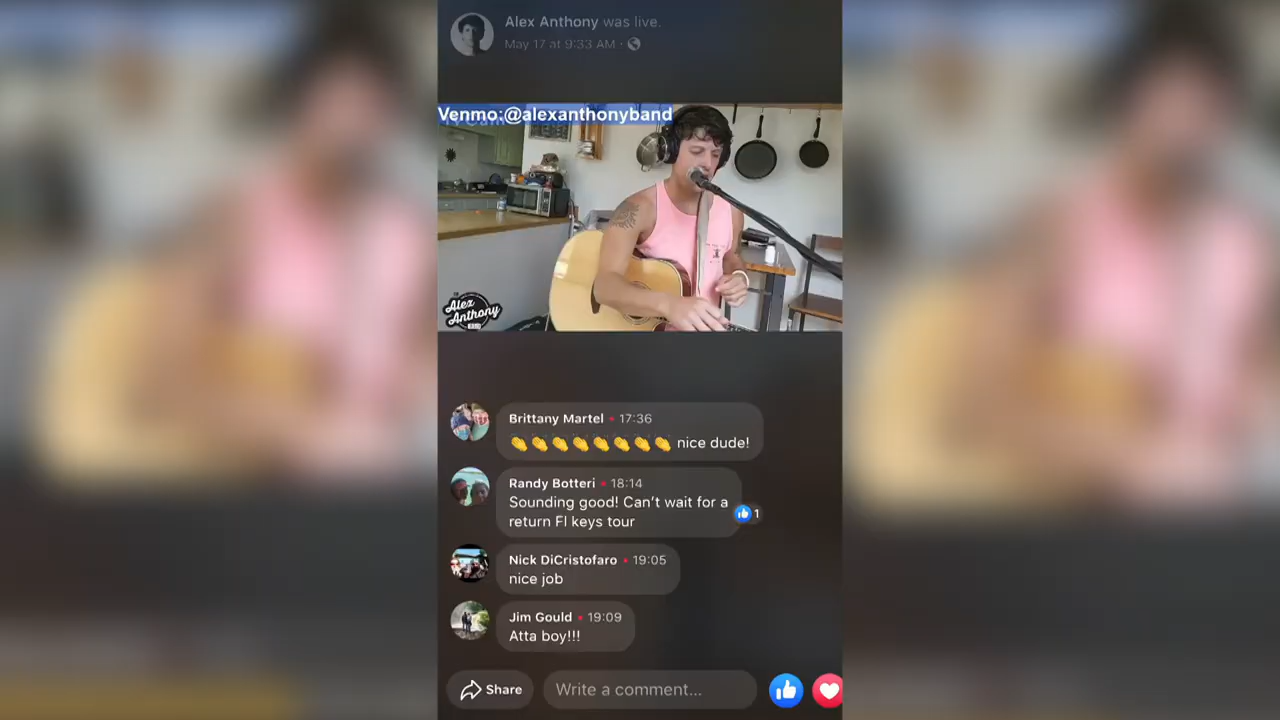 Alex Anthony was live.
May 17 at 9:33 AM ·
Venmo:@alexanthonyband
Alex
Anthony
Brittany Martel • 17:36
👏👏👏👏👏👏👏👏 nice dude!
Randy Botteri • 18:14
Sounding good! Can't wait for a
return Fl keys tour
1
Nick DiCristofaro • 19:05
nice job
Jim Gould • 19:09
Atta boy!!!
Share
Write a comment...